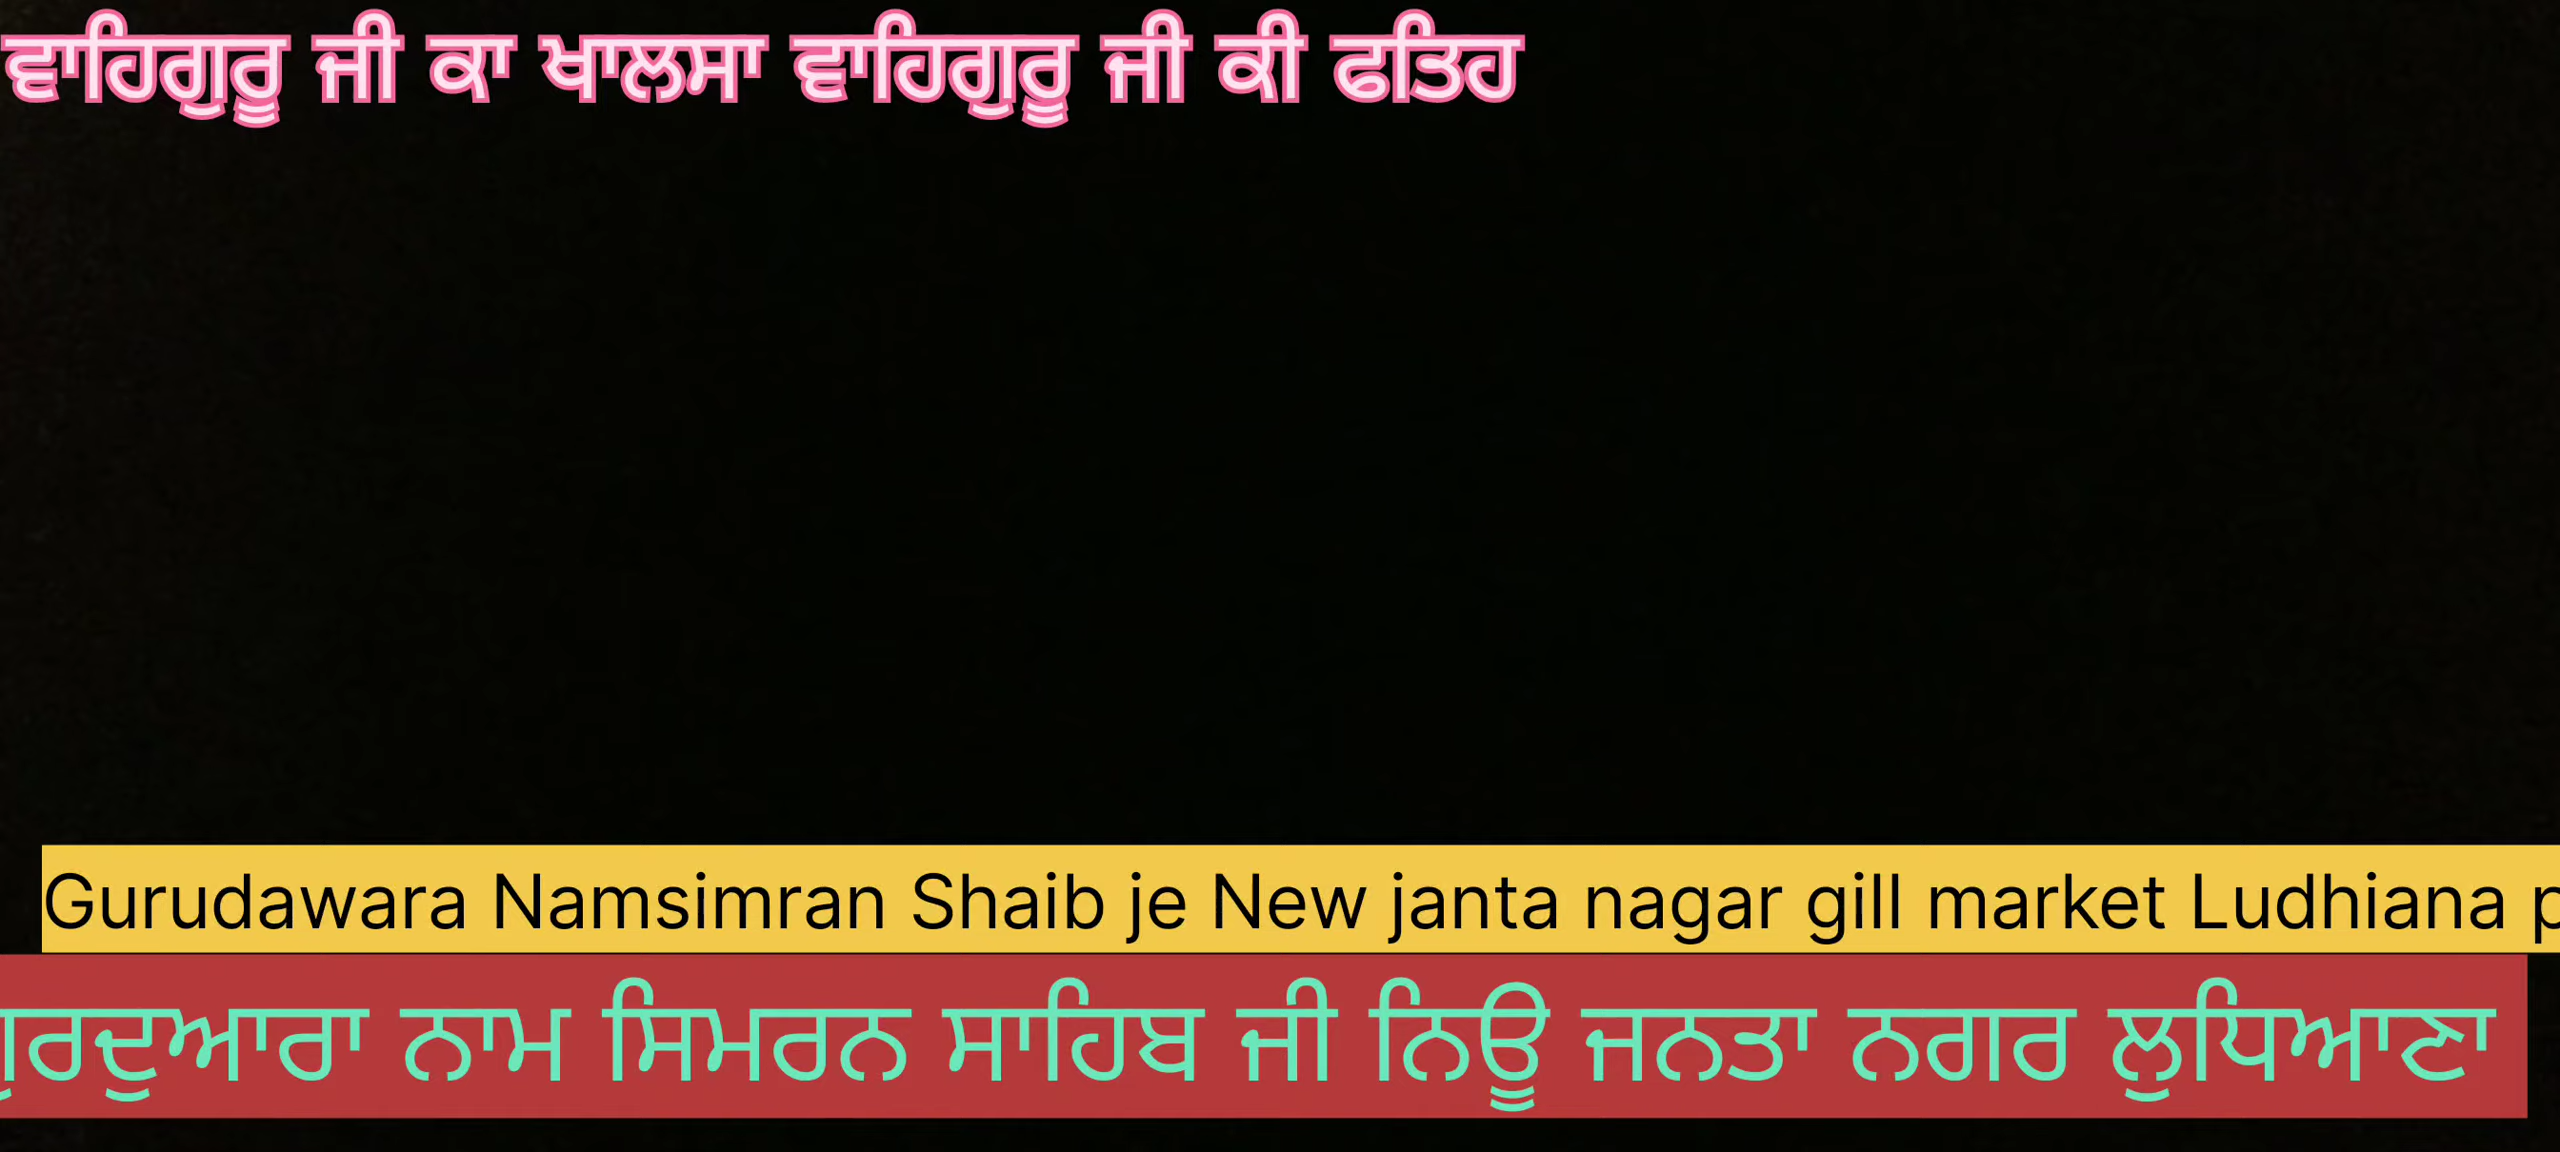 ਵਾਹਿਗੁਰੂ ਜੀ ਕਾ ਖਾਲਸਾ ਵਾਹਿਗੁਰੂ ਜੀ ਕੀ ਫਤਿਹ
Gurudawara Namsimran Shaib je New janta nagar gill market Ludhiana
ਗੁਰਦੁਆਰਾ ਨਾਮ ਸਿਮਰਨ ਸਾਹਿਬ ਜੀ ਨਿਊ ਜਨਤਾ ਨਗਰ ਲੁਧਿਆਣਾ